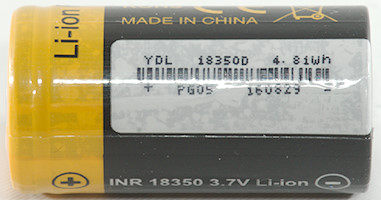 Li-ion
MADE IN CHINA
YDL 18350D 4.81Wh
+ PG05 160829 -
+ INR 18350 3.7V Li-ion -